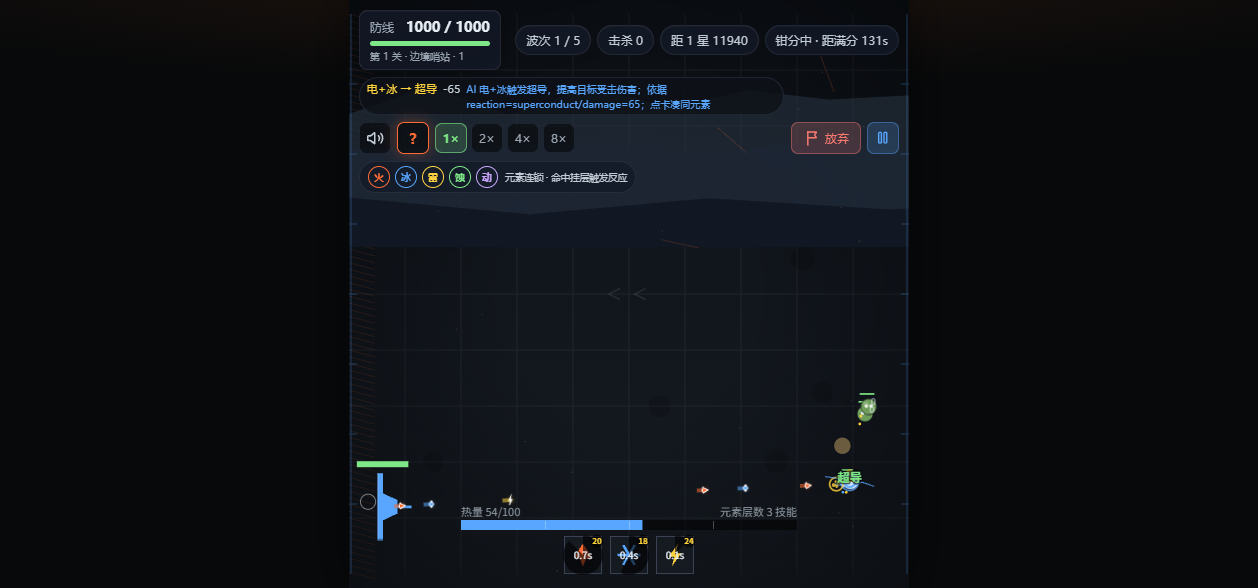 防线 1000 / 1000
第 1 关 · 边境哨站 · 1
波次 1 / 5
击杀 0
距 1 星 11940
钳分中 · 距满分 131s
电+冰 → 超导 -65 AI 电+冰触发超导，提高目标受击伤害；依据
reaction=superconduct/damage=65；点卡凑同元素
? 1× 2× 4× 8×
放弃
火 冰 雷 蚀 动 元素连锁 · 命中挂层触发反应
超导
热量 54/100
元素层数 3 技能
20 18 24
0.7s 0.4s